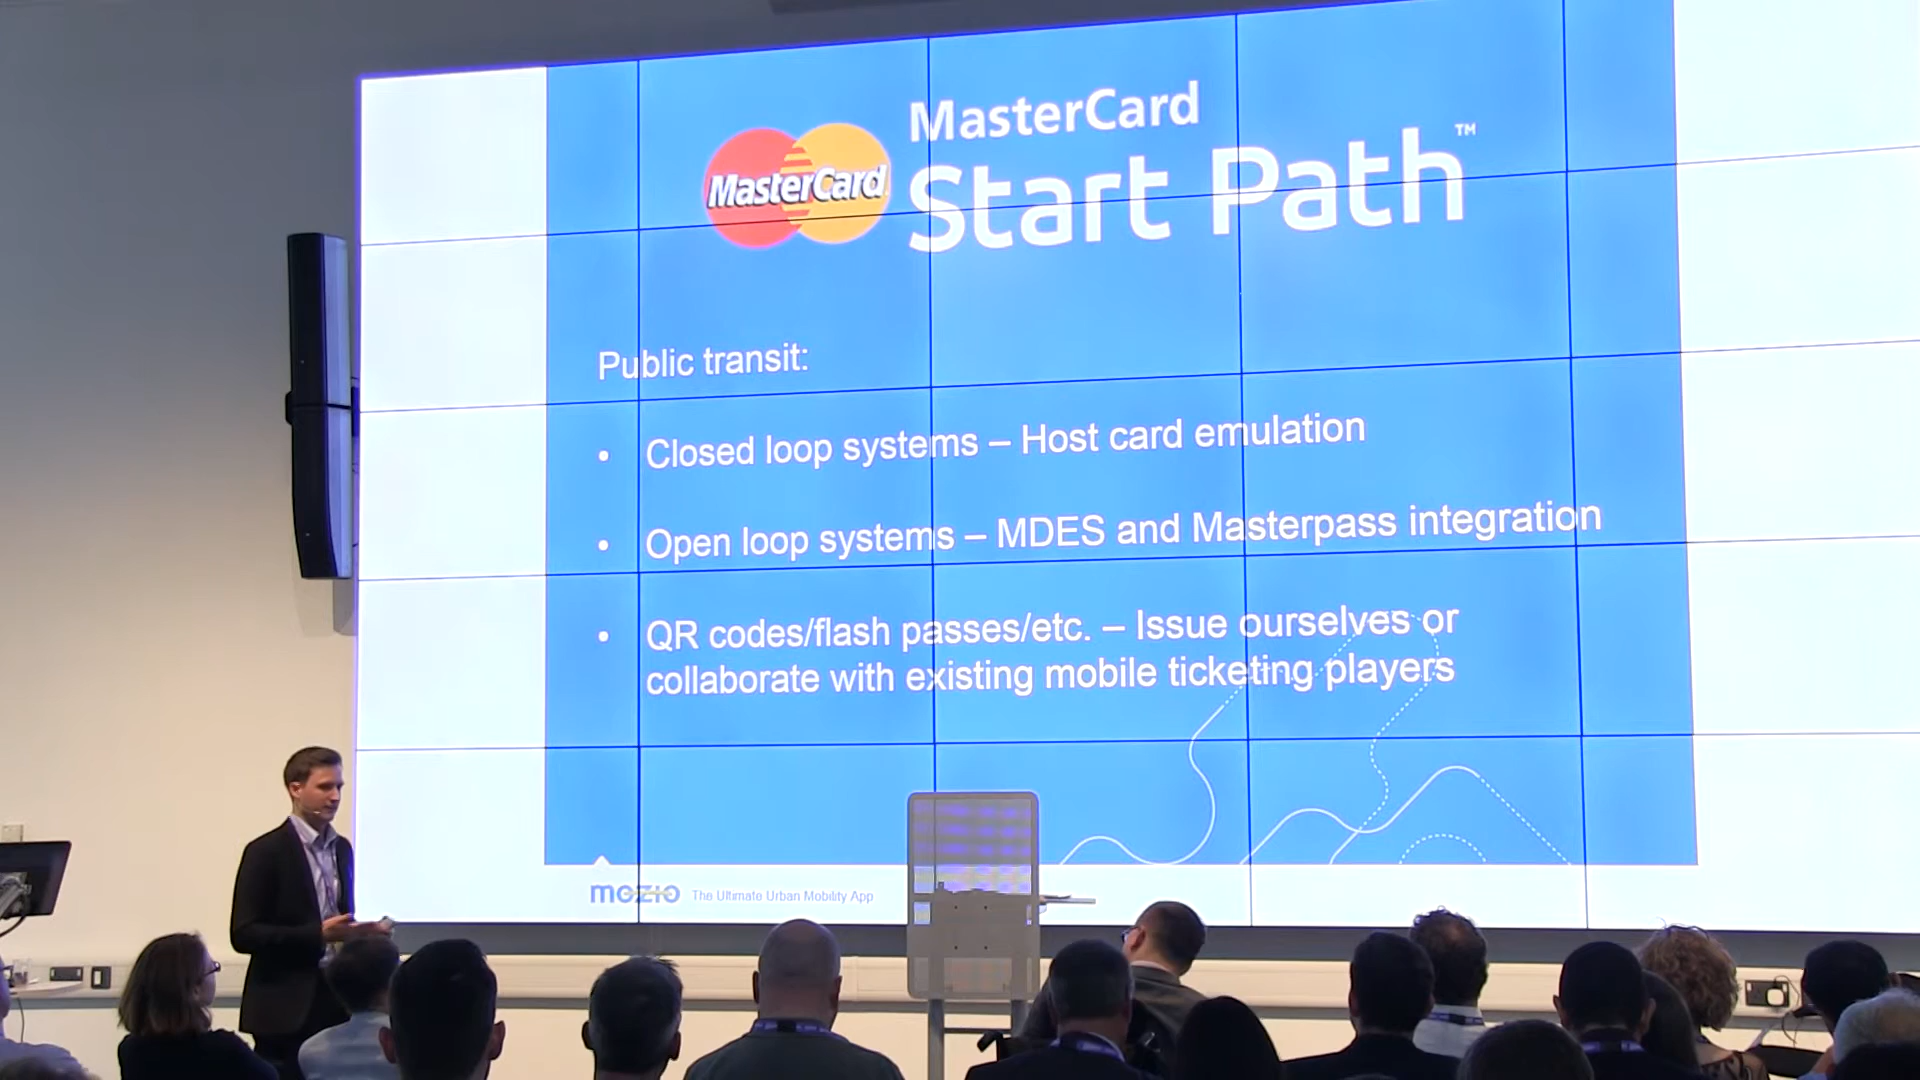 MasterCard
MasterCard
Start Path™
Public transit:
• Closed loop systems – Host card emulation
• Open loop systems – MDES and Masterpass integration
• QR codes/flash passes/etc. – Issue ourselves or
collaborate with existing mobile ticketing players
mozio The Ultimate Urban Mobility App